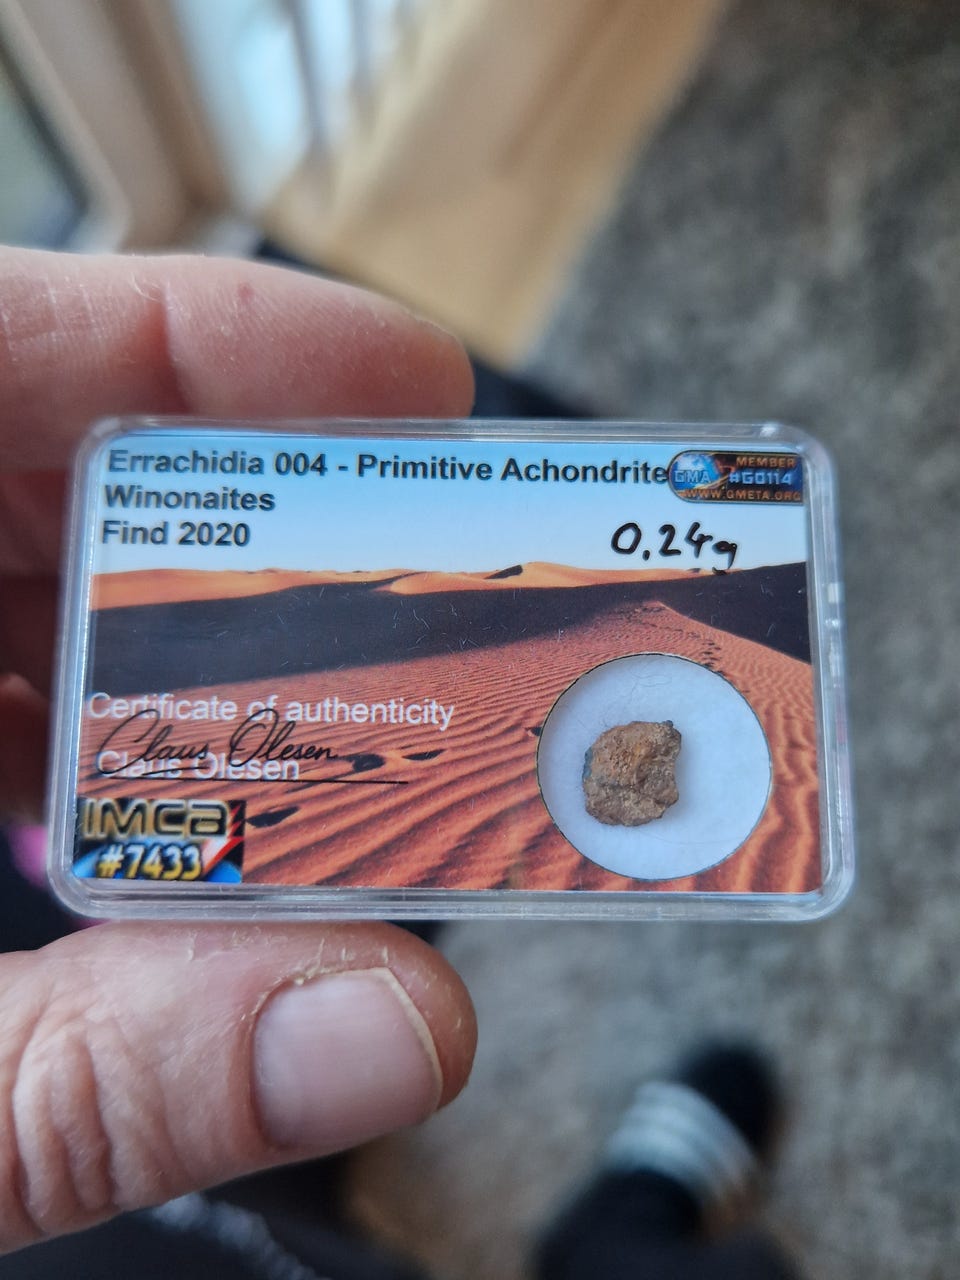 Errachidia 004 - Primitive Achondrite
Winonaites
Find 2020
GMA
MEMBER
#G0114
WWW.GMETA.ORG
0,24g
Certificate of authenticity
Claus Olesen
Claus Olesen
IMCA
#7433